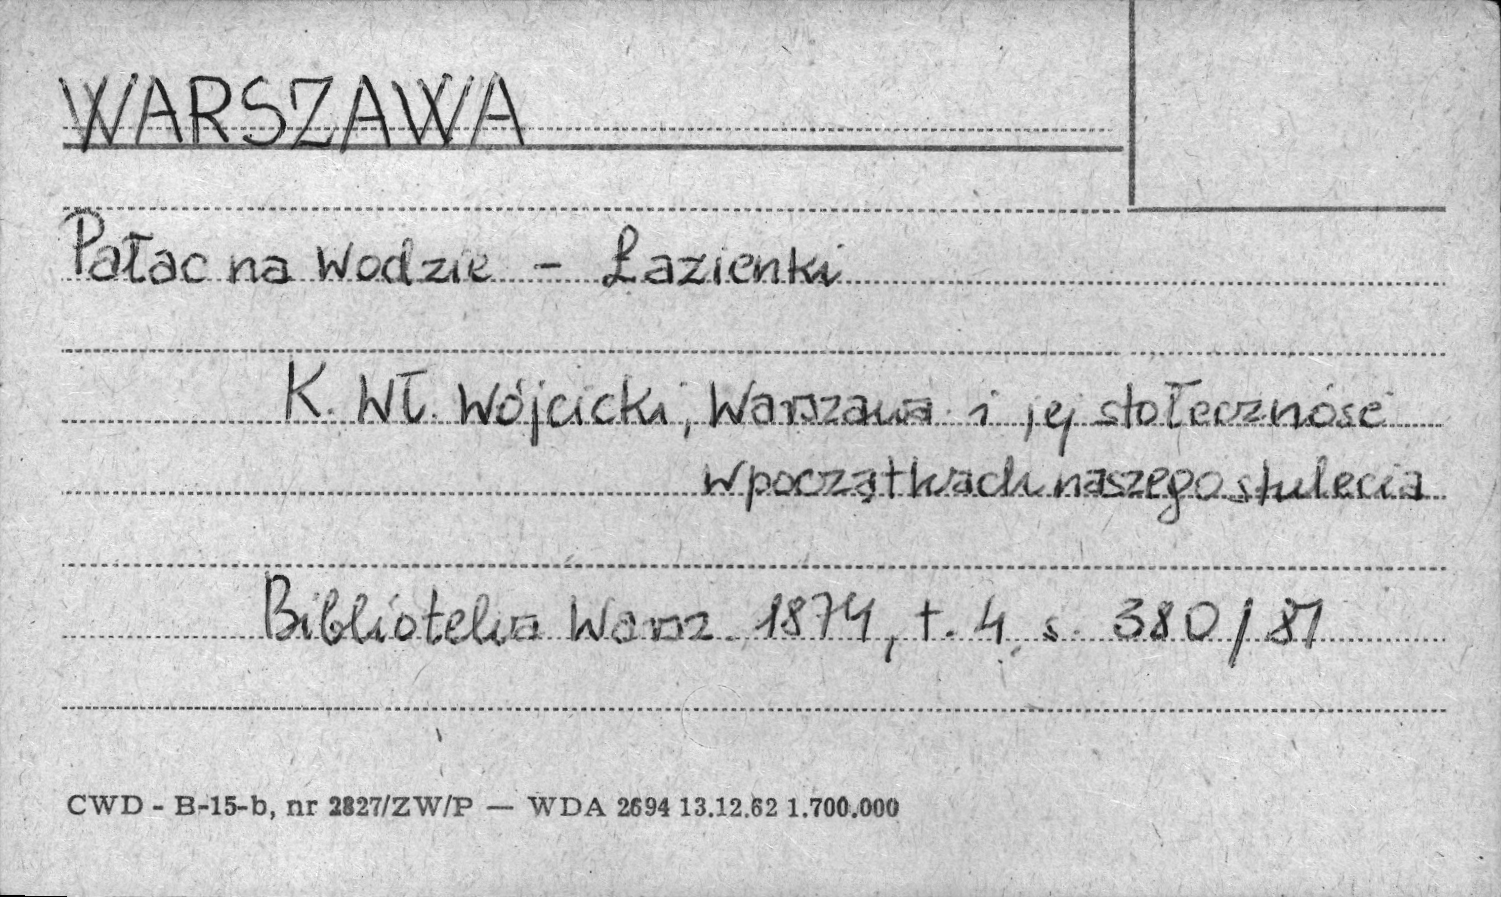 WARSZAWA
Pałac na Wodzie - Łazienki
K. Wł. Wójcicki, Warszawa i jej stołeczność
w początkach naszego stulecia
Biblioteka Warsz. 1874, t. 4, s. 380/81
CWD - B-15-b, nr 2827/ZW/P — WDA 2694 13.12.62 1.700.000